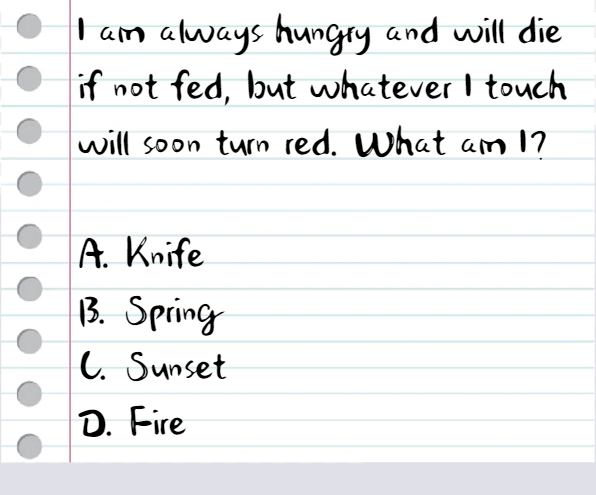 I am always hungry and will die
if not fed, but whatever I touch
will soon turn red. What am I?
A. Knife
B. Spring
C. Sunset
D. Fire